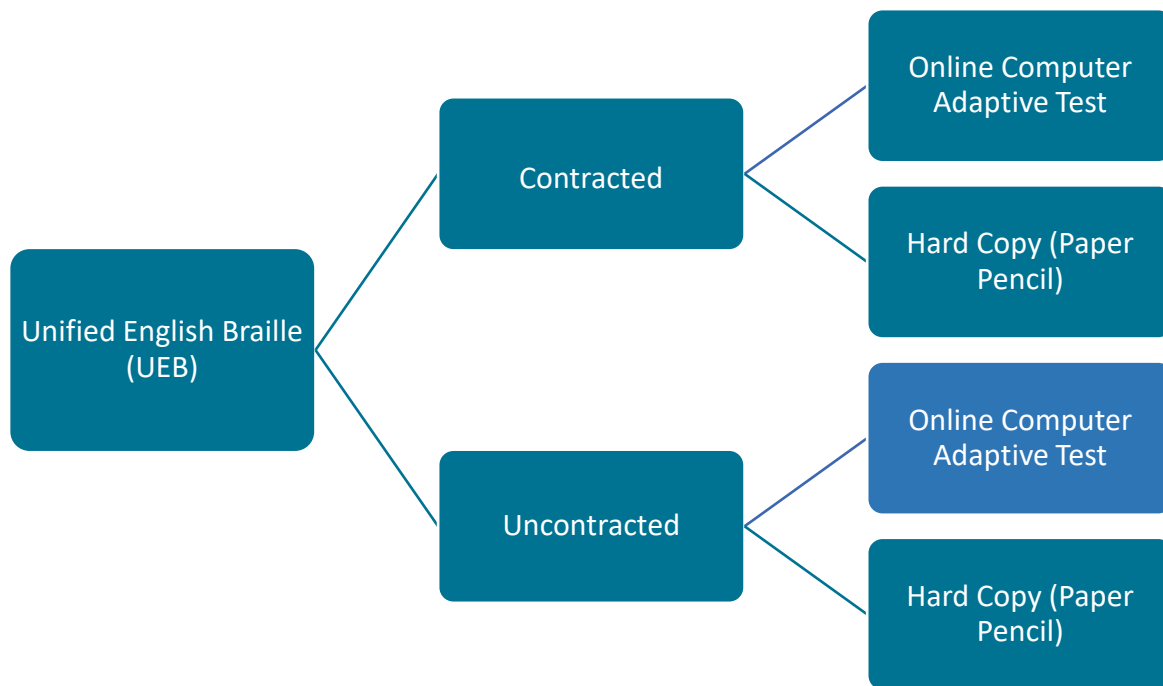 Unified English Braille
(UEB)
Contracted
Online Computer
Adaptive Test
Hard Copy (Paper
Pencil)
Uncontracted
Online Computer
Adaptive Test
Hard Copy (Paper
Pencil)